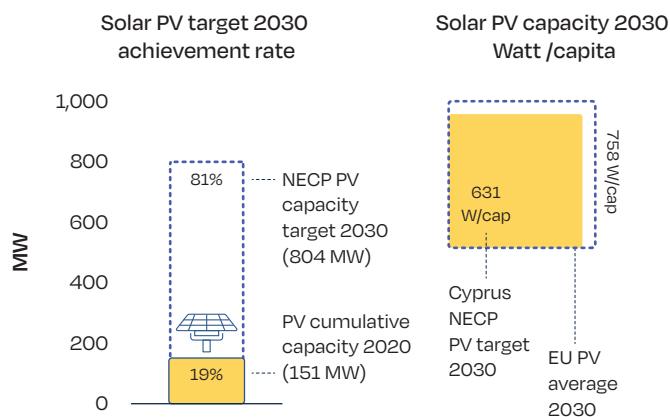 Solar PV target 2030
achievement rate
MW
1,000
800
600
400
200
0
81%
19%
NECP PV
capacity
target 2030
(804 MW)
PV cumulative
capacity 2020
(151 MW)
Solar PV capacity 2030
Watt /capita
631
W/cap
758 W/cap
Cyprus
NECP
PV target
2030
EU PV
average
2030